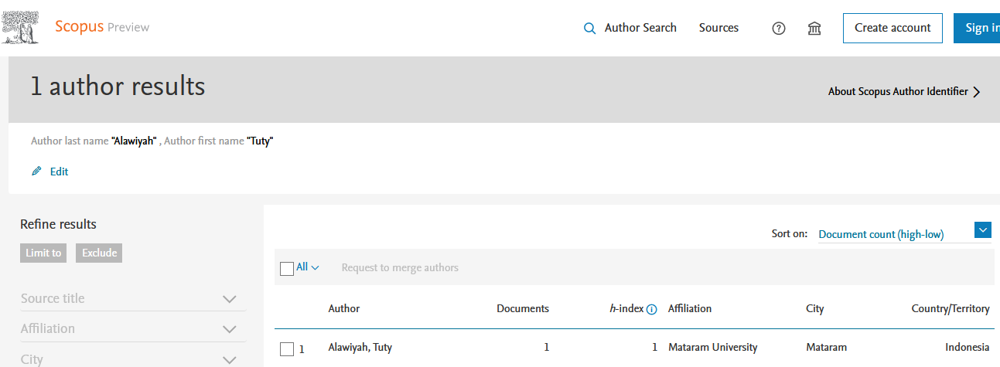 Scopus Preview
Author Search Sources Create account Sign in
1 author results
About Scopus Author Identifier
Author last name "Alawiyah" , Author first name "Tuty"
Edit
Refine results
Limit to Exclude
Source title
Affiliation
City
Sort on: Document count (high-low)
All Request to merge authors
Author Documents h-index Affiliation City Country/Territory
1 Alawiyah, Tuty 1 1 Mataram University Mataram Indonesia